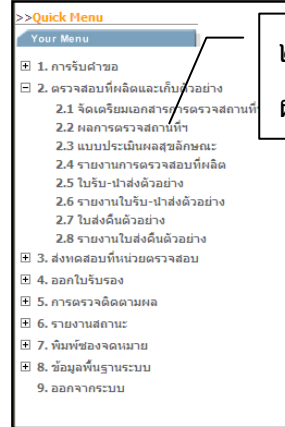 >>Quick Menu
Your Menu
1. การรับคำขอ
2. ตรวจสอบที่ผลิตและเก็บตัวอย่าง
2.1 จัดเตรียมเอกสารการตรวจสถานที่
2.2 ผลการตรวจสถานที่ฯ
2.3 แบบประเมินผลสุขลักษณะ
2.4 รายงานการตรวจสอบที่ผลิต
2.5 ใบรับ-นำส่งตัวอย่าง
2.6 รายงานใบรับ-นำส่งตัวอย่าง
2.7 ใบส่งคืนตัวอย่าง
2.8 รายงานใบส่งคืนตัวอย่าง
3. ส่งทดสอบที่หน่วยตรวจสอบ
4. ออกใบรับรอง
5. การตรวจติดตามผล
6. รายงานสถานะ
7. พิมพ์ซองจดหมาย
8. ข้อมูลพื้นฐานระบบ
9. ออกจากระบบ